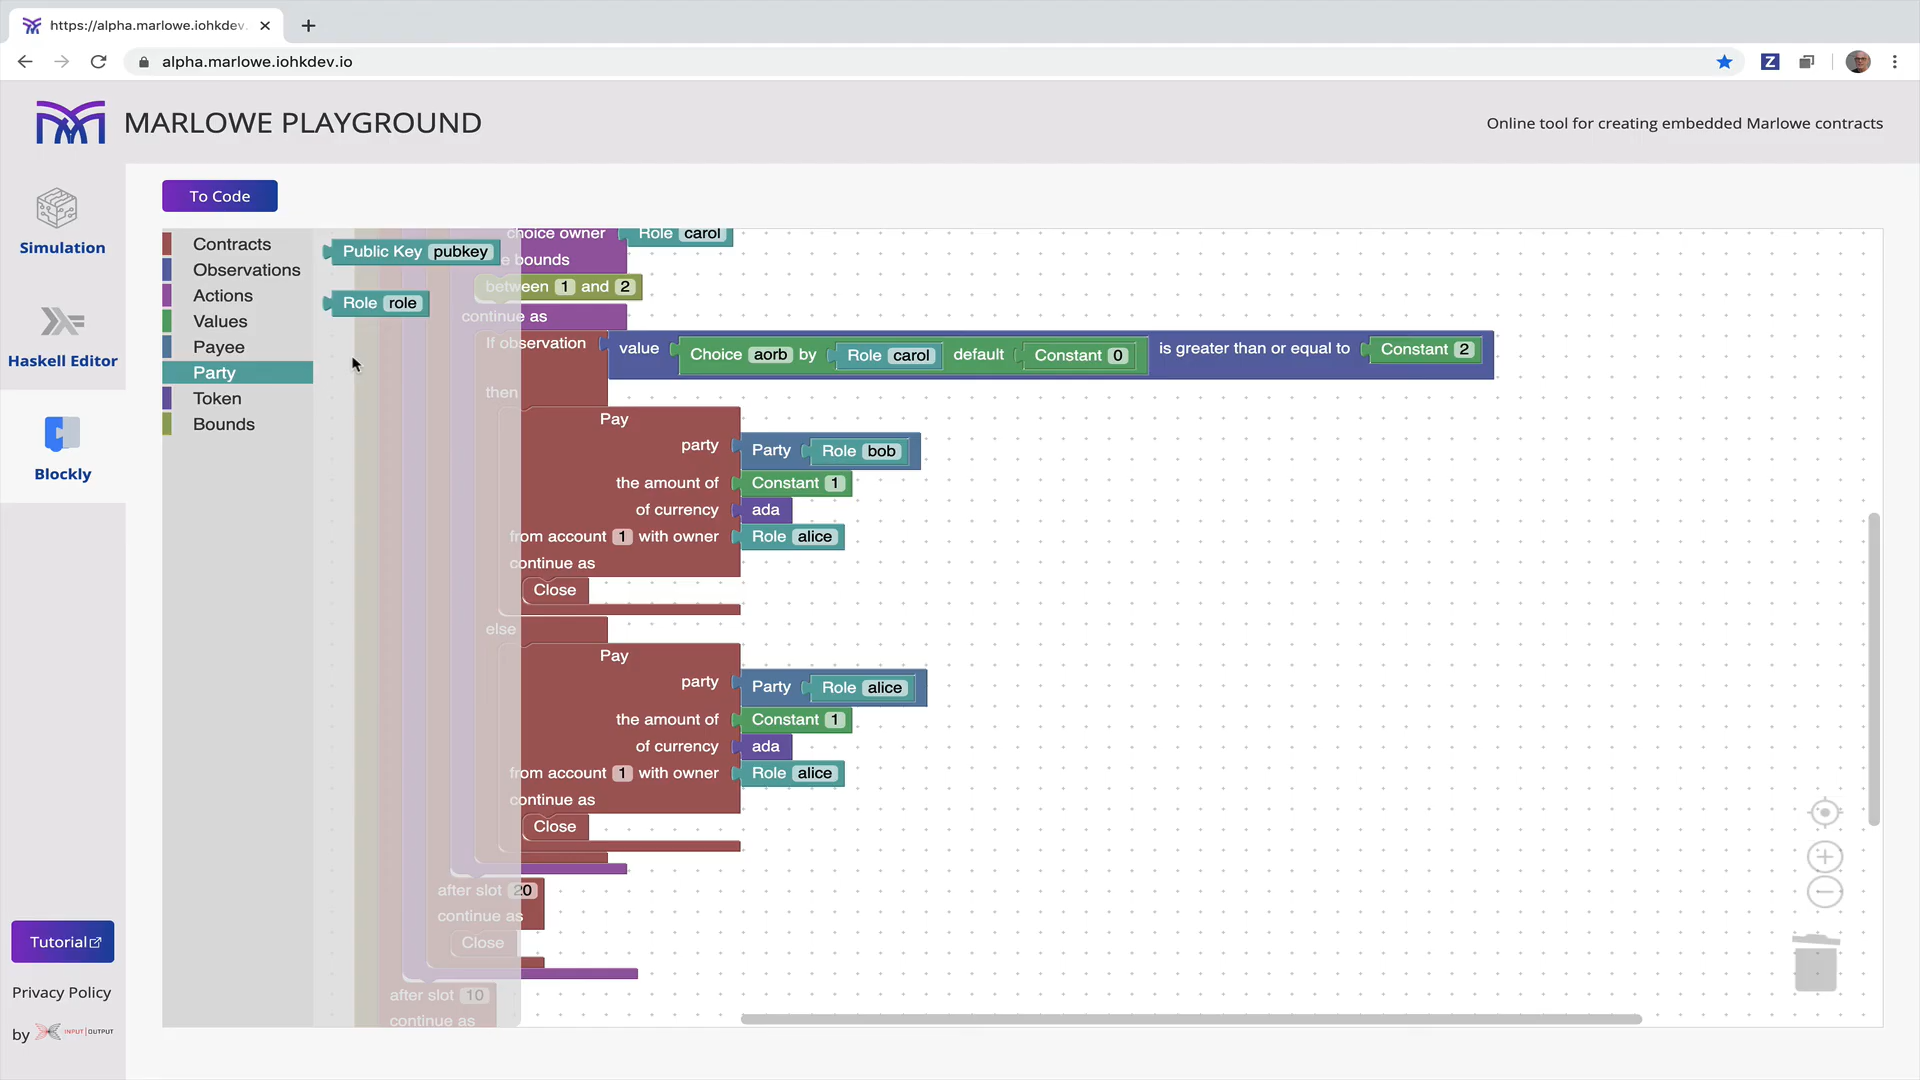 https://alpha.marlowe.iohkdev.
alpha.marlowe.iohkdev.io
Z
MARLOWE PLAYGROUND
Online tool for creating embedded Marlowe contracts
Simulation
Haskell Editor
Blockly
Tutorial
Privacy Policy
by INPUT | OUTPUT
To Code
Contracts
Observations
Actions
Values
Payee
Party
Token
Bounds
Public Key pubkey
Role role
choice owner Role carol
e bounds
between 1 and 2
continue as
If observation value Choice aorb by Role carol default Constant 0 is greater than or equal to Constant 2
then
Pay
party Party Role bob
the amount of Constant 1
of currency ada
from account 1 with owner Role alice
continue as
Close
else
Pay
party Party Role alice
the amount of Constant 1
of currency ada
from account 1 with owner Role alice
continue as
Close
after slot 20
continue as
Close
after slot 10
continue as